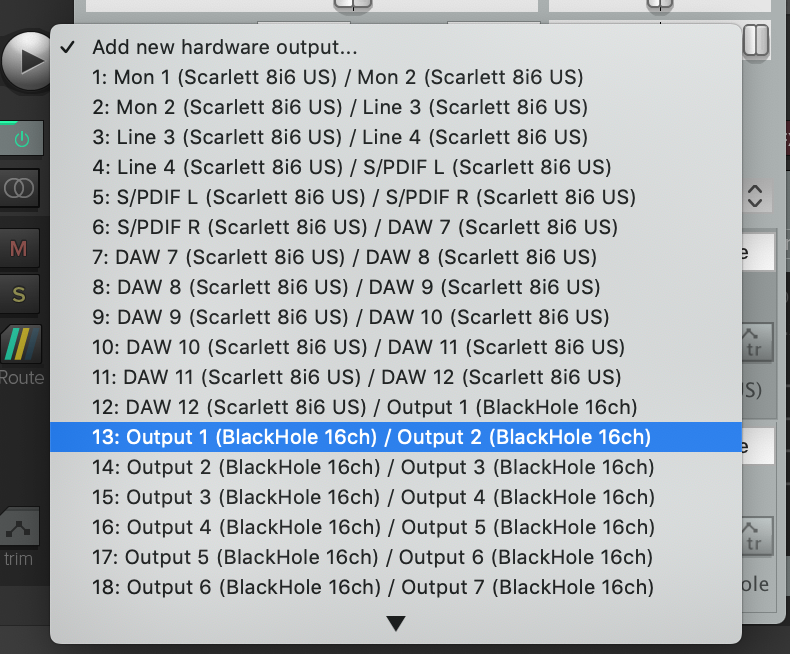 ✓ Add new hardware output...
1: Mon 1 (Scarlett 8i6 US) / Mon 2 (Scarlett 8i6 US)
2: Mon 2 (Scarlett 8i6 US) / Line 3 (Scarlett 8i6 US)
3: Line 3 (Scarlett 8i6 US) / Line 4 (Scarlett 8i6 US)
4: Line 4 (Scarlett 8i6 US) / S/PDIF L (Scarlett 8i6 US)
5: S/PDIF L (Scarlett 8i6 US) / S/PDIF R (Scarlett 8i6 US)
6: S/PDIF R (Scarlett 8i6 US) / DAW 7 (Scarlett 8i6 US)
7: DAW 7 (Scarlett 8i6 US) / DAW 8 (Scarlett 8i6 US)
8: DAW 8 (Scarlett 8i6 US) / DAW 9 (Scarlett 8i6 US)
9: DAW 9 (Scarlett 8i6 US) / DAW 10 (Scarlett 8i6 US)
10: DAW 10 (Scarlett 8i6 US) / DAW 11 (Scarlett 8i6 US)
11: DAW 11 (Scarlett 8i6 US) / DAW 12 (Scarlett 8i6 US)
12: DAW 12 (Scarlett 8i6 US) / Output 1 (BlackHole 16ch)
13: Output 1 (BlackHole 16ch) / Output 2 (BlackHole 16ch)
14: Output 2 (BlackHole 16ch) / Output 3 (BlackHole 16ch)
15: Output 3 (BlackHole 16ch) / Output 4 (BlackHole 16ch)
16: Output 4 (BlackHole 16ch) / Output 5 (BlackHole 16ch)
17: Output 5 (BlackHole 16ch) / Output 6 (BlackHole 16ch)
18: Output 6 (BlackHole 16ch) / Output 7 (BlackHole 16ch)
M
S
Route
trim
e
tr
US)
e
tr
ole